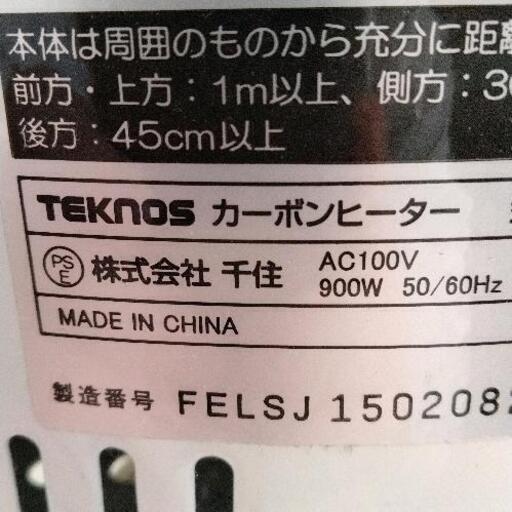 本体は周囲のものから充分に距離
前方・上方：1m以上、側方：30
後方：45cm以上
TEKNOS カーボンヒーター
PSE 株式会社 千住 AC100V
900W 50/60Hz
MADE IN CHINA
製造番号 FELSJ 1502082